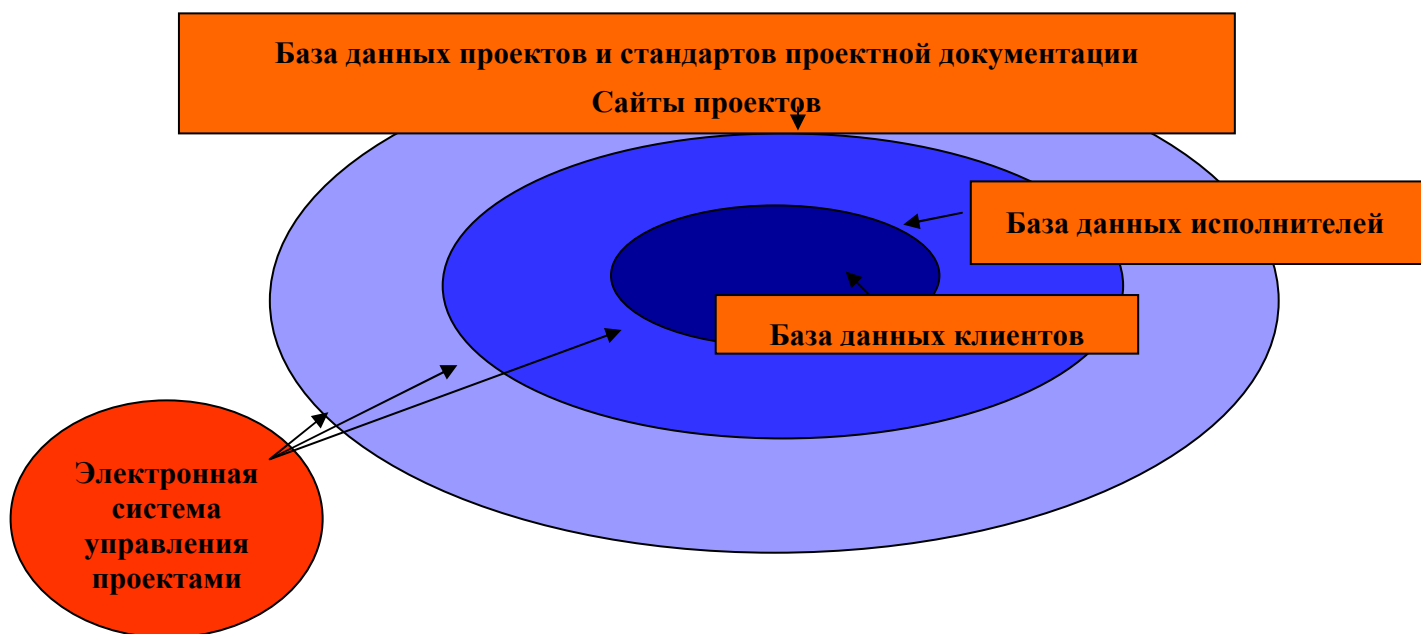 База данных проектов и стандартов проектной документации
Сайты проектов
База данных исполнителей
База данных клиентов
Электронная
система
управления
проектами